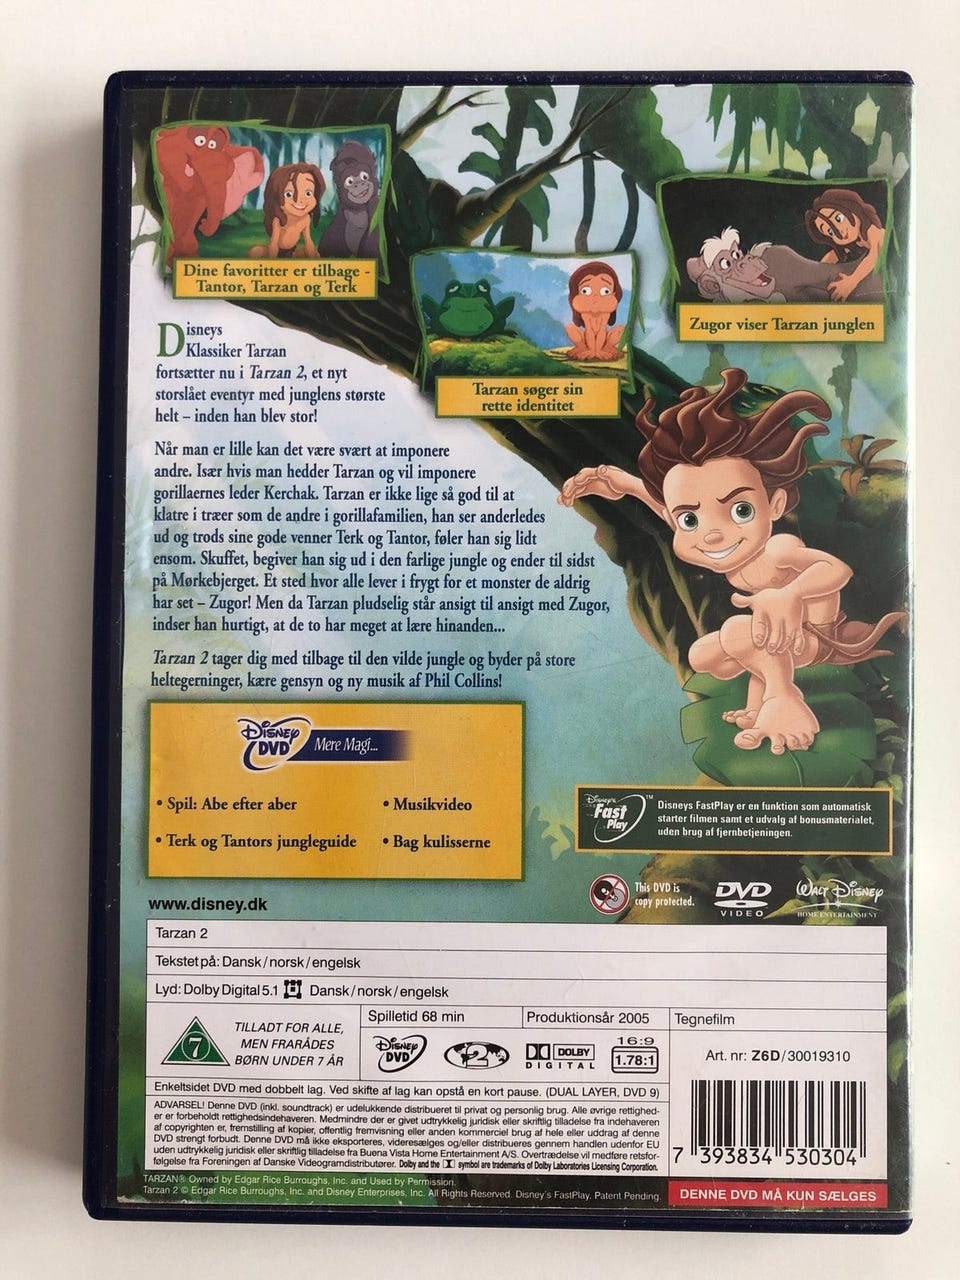 Dine favoritter er tilbage -
Tantor, Tarzan og Terk
Zugor viser Tarzan junglen
Tarzan søger sin
rette identitet
Disneys
Klassiker Tarzan
fortsætter nu i Tarzan 2, et nyt
storslået eventyr med junglens største
helt – inden han blev stor!
Når man er lille kan det være svært at imponere
andre. Især hvis man hedder Tarzan og vil imponere
gorillaernes leder Kerchak. Tarzan er ikke lige så god til at
klatre i træer som de andre i gorillafamilien, han ser anderledes
ud og trods sine gode venner Terk og Tantor, føler han sig lidt
ensom. Skuffet, begiver han sig ud i den farlige jungle og ender til sidst
på Mørkebjerget. Et sted hvor alle lever i frygt for et monster de aldrig
har set – Zugor! Men da Tarzan pludselig står ansigt til ansigt med Zugor,
indser han hurtigt, at de to har meget at lære hinanden...
Tarzan 2 tager dig med tilbage til den vilde jungle og byder på store
heltegerninger, kære gensyn og ny musik af Phil Collins!
Disney DVD Mere Magi...
• Spil: Abe efter aber
• Musikvideo
• Terk og Tantors jungleguide
• Bag kulisserne
Disney's Fast Play™
Disneys FastPlay er en funktion som automatisk
starter filmen samt et udvalg af bonusmaterialet,
uden brug af fjernbetjeningen.
www.disney.dk
This DVD is
copy protected.
DVD VIDEO
Walt Disney
HOME ENTERTAINMENT
Tarzan 2
Tekstet på: Dansk / norsk / engelsk
Lyd: Dolby Digital 5.1 Dansk / norsk / engelsk
7
TILLADT FOR ALLE,
MEN FRARÅDES
BØRN UNDER 7 ÅR
Spilletid 68 min
Produktionsår 2005
Tegnefilm
Disney DVD
2
DOLBY DIGITAL
16:9
1.78:1
Art. nr: Z6D/30019310
Enkeltsidet DVD med dobbelt lag. Ved skifte af lag kan opstå en kort pause. (DUAL LAYER, DVD 9)
ADVARSEL! Denne DVD (inkl. soundtrack) er udelukkende distribueret til privat og personlig brug. Alle øvrige rettighed-
er er forbeholdt rettighedsindehaveren. Medmindre der er givet udtrykkelig juridisk eller skriftlig tilladelse fra indehaveren
af copyrighten er, fremstilling af kopier, offentlig fremvisning eller anden kommerciel brug af hele eller uddrag af denne
DVD strengt forbudt. Denne DVD må ikke eksporteres, videresælges og/eller distribueres gennem handlen udenfor EU
uden udtrykkelig juridisk eller skriftlig tilladelse fra Buena Vista Home Entertainment A/S. Overtrædelse vil medføre retsfor-
følgelse fra Foreningen af Danske Videogramdistributører. Dolby and the symbol are trademarks of Dolby Laboratories Licensing Corporation.
7 393834 530304
TARZAN® Owned by Edgar Rice Burroughs, Inc. and Used by Permission.
Tarzan 2 © Edgar Rice Burroughs, Inc. and Disney Enterprises, Inc. All Rights Reserved. Disney's FastPlay, Patent Pending.
DENNE DVD MÅ KUN SÆLGES